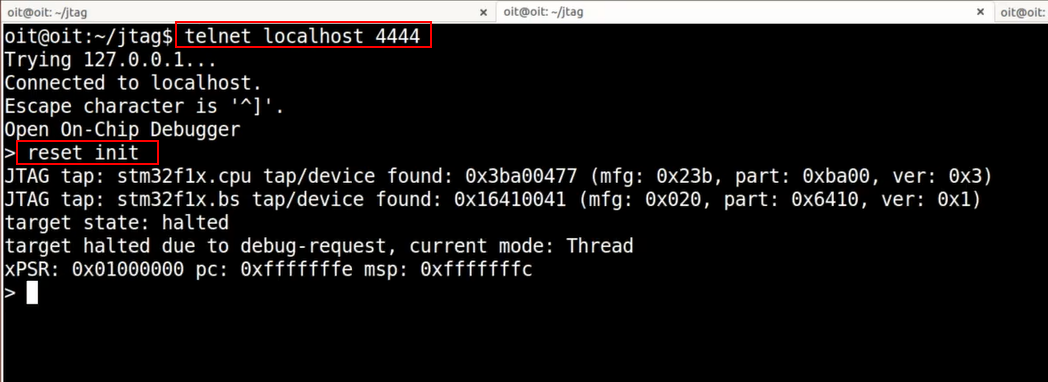 oit@oit: ~/jtag × oit@oit: ~/jtag × oit@oit:
oit@oit:~/jtag$ telnet localhost 4444
Trying 127.0.0.1...
Connected to localhost.
Escape character is '^]'.
Open On-Chip Debugger
> reset init
JTAG tap: stm32f1x.cpu tap/device found: 0x3ba00477 (mfg: 0x23b, part: 0xba00, ver: 0x3)
JTAG tap: stm32f1x.bs tap/device found: 0x16410041 (mfg: 0x020, part: 0x6410, ver: 0x1)
target state: halted
target halted due to debug-request, current mode: Thread
xPSR: 0x01000000 pc: 0xfffffffe msp: 0xfffffffc
>